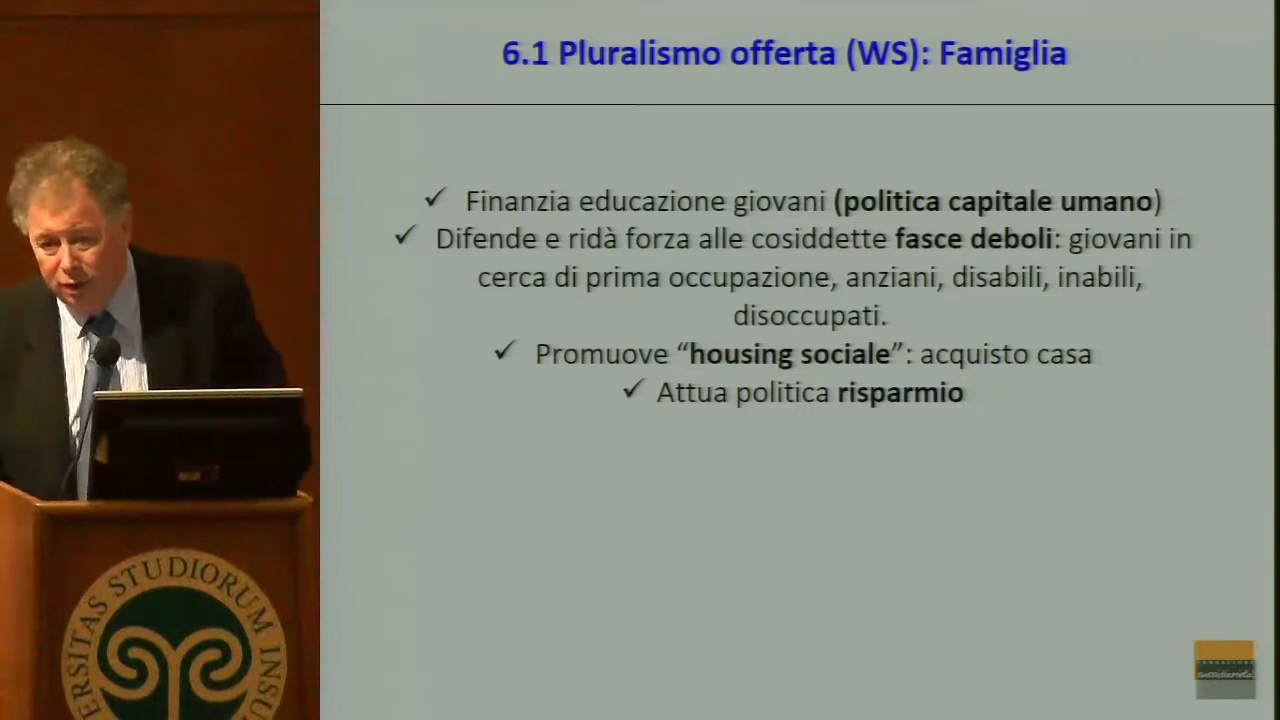 6.1 Pluralismo offerta (WS): Famiglia
✓ Finanzia educazione giovani (politica capitale umano)
✓ Difende e ridà forza alle cosiddette fasce deboli: giovani in
cerca di prima occupazione, anziani, disabili, inabili,
disoccupati.
✓ Promuove “housing sociale”: acquisto casa
✓ Attua politica risparmio
ERSITAS STUDIORUM INSU